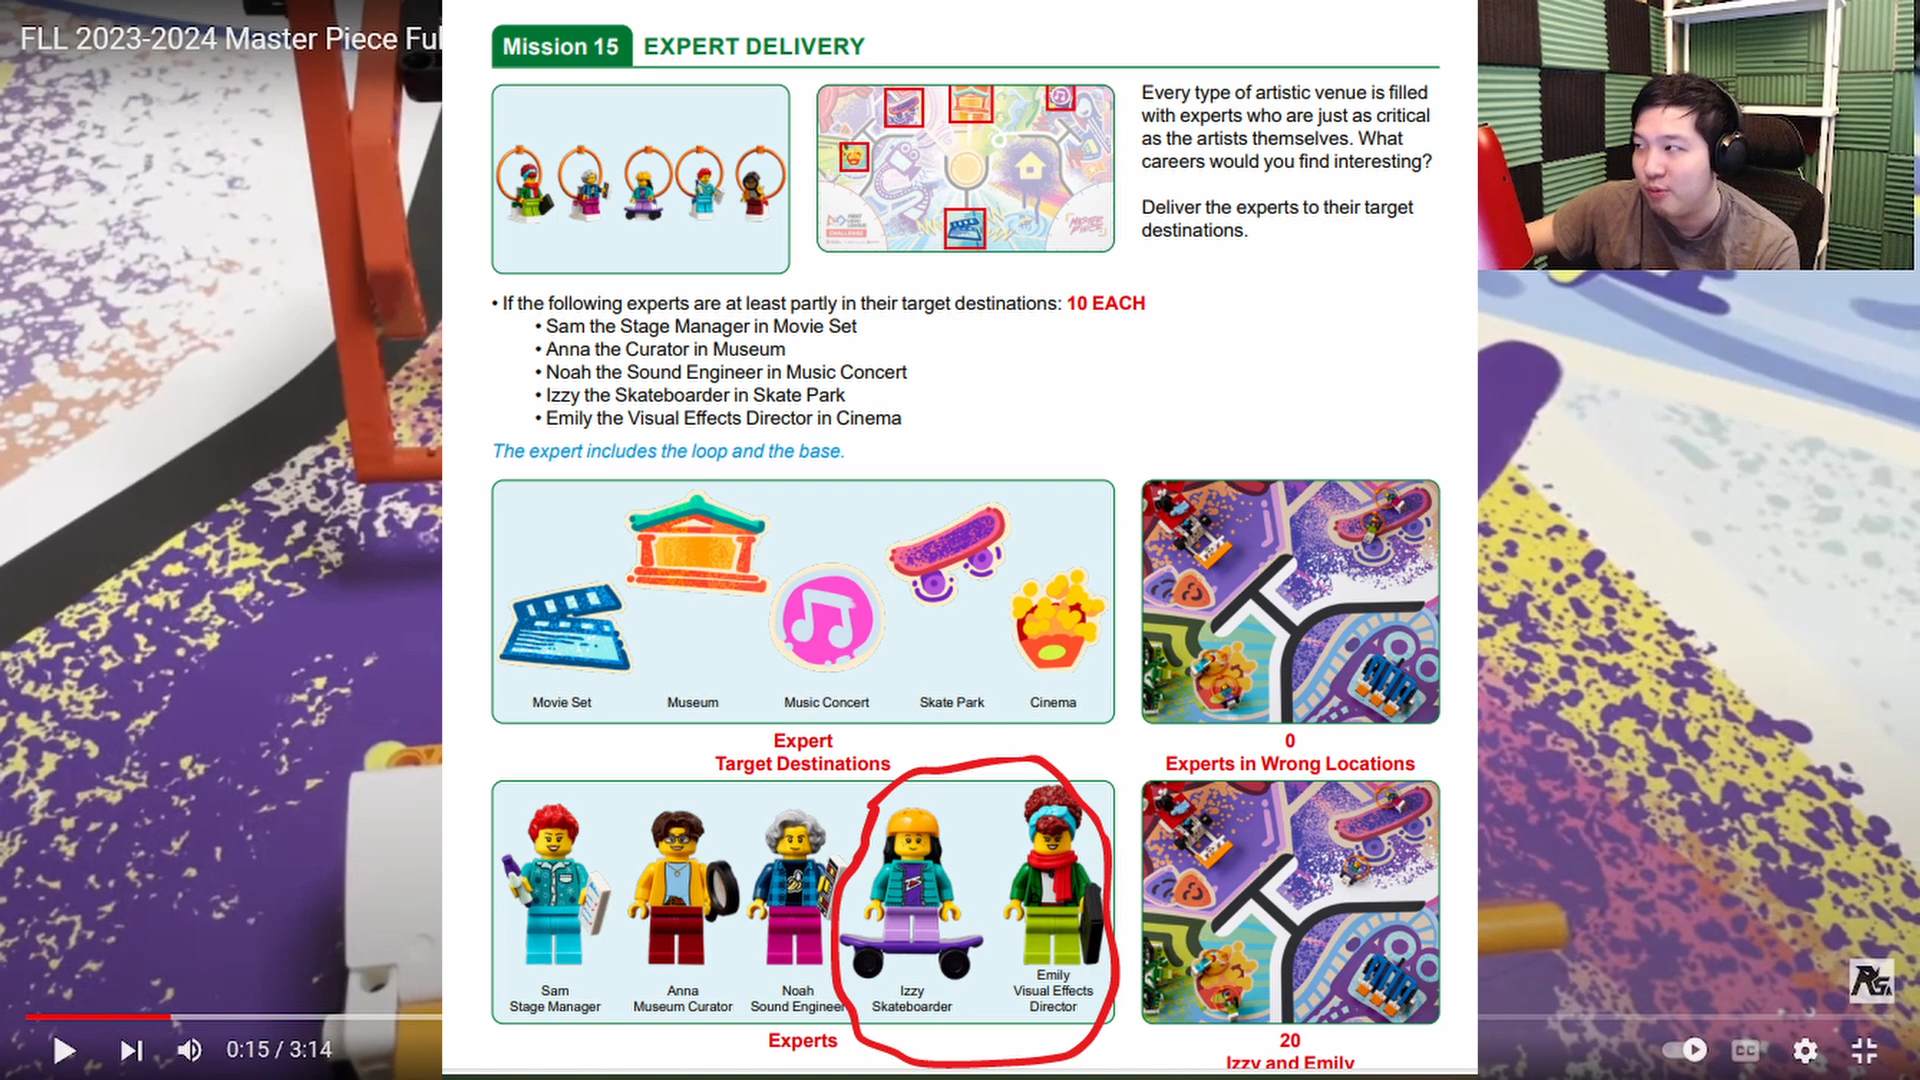 FLL 2023-2024 Master Piece Ful
Mission 15 EXPERT DELIVERY
Every type of artistic venue is filled
with experts who are just as critical
as the artists themselves. What
careers would you find interesting?
Deliver the experts to their target
destinations.
• If the following experts are at least partly in their target destinations: 10 EACH
• Sam the Stage Manager in Movie Set
• Anna the Curator in Museum
• Noah the Sound Engineer in Music Concert
• Izzy the Skateboarder in Skate Park
• Emily the Visual Effects Director in Cinema
The expert includes the loop and the base.
Movie Set
Museum
Music Concert
Skate Park
Cinema
Expert
Target Destinations
0
Experts in Wrong Locations
Sam
Stage Manager
Anna
Museum Curator
Noah
Sound Engineer
Izzy
Skateboarder
Emily
Visual Effects
Director
Experts
20
Izzy and Emily
0:15 / 3:14
CC